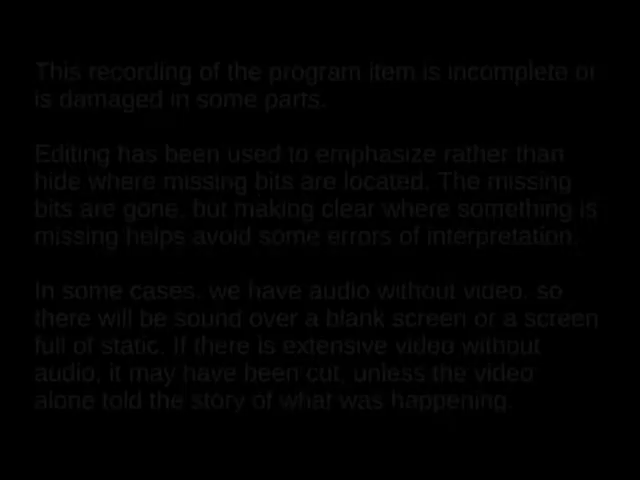 This recording of the program item is incomplete or
is damaged in some parts.
Editing has been used to emphasize rather than
hide where missing bits are located. The missing
bits are gone, but making clear where something is
missing helps avoid some errors of interpretation.
In some cases, we have audio without video, so
there will be sound over a blank screen or a screen
full of static. If there is extensive video without
audio, it may have been cut, unless the video
alone told the story of what was happening.